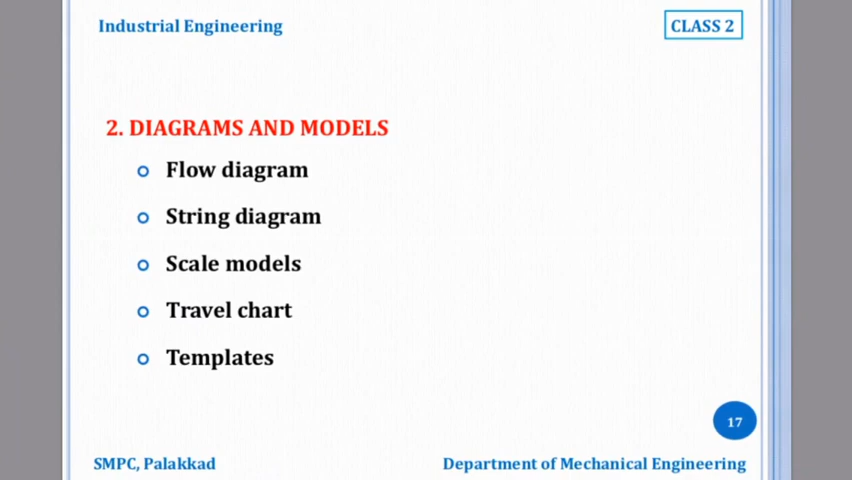 Industrial Engineering
CLASS 2
2. DIAGRAMS AND MODELS
Flow diagram
String diagram
Scale models
Travel chart
Templates
17
SMPC, Palakkad
Department of Mechanical Engineering